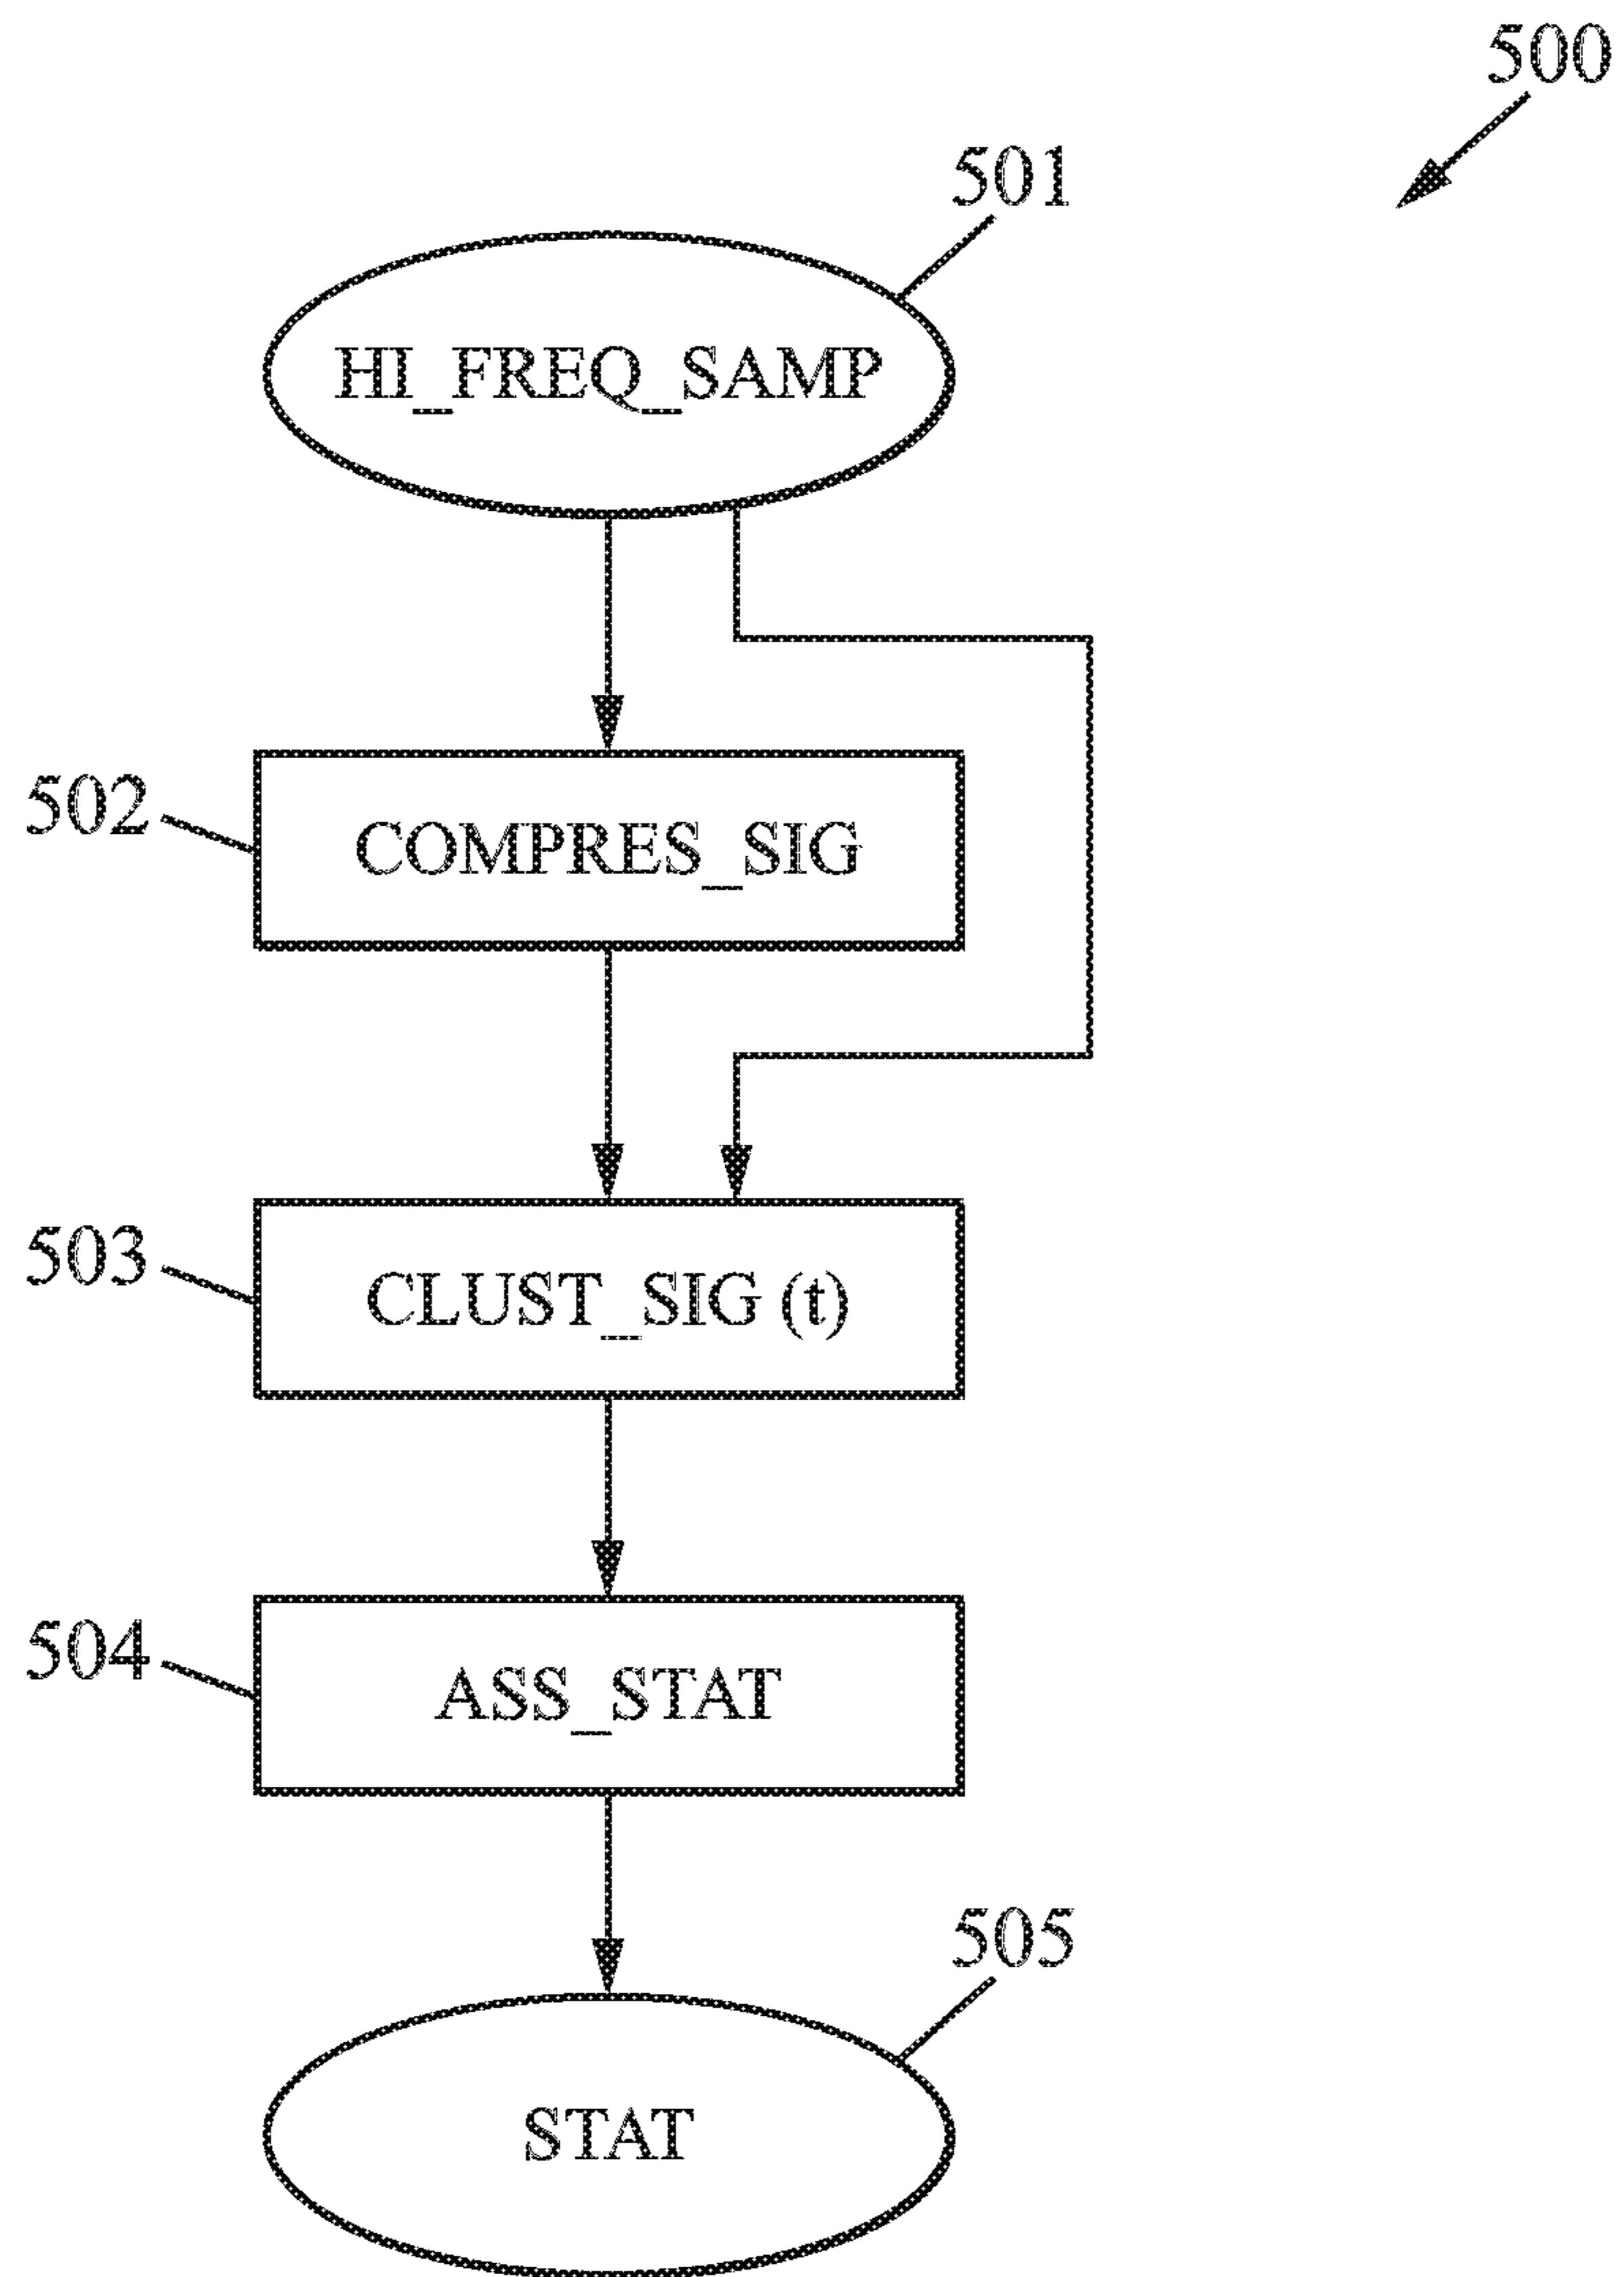 500
501
HI_FREQ_SAMP
502
COMPRES_SIG
503
CLUST_SIG (t)
504
ASS_STAT
505
STAT